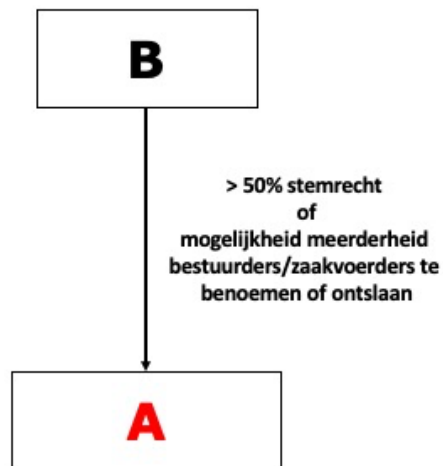 B
> 50% stemrecht
of
mogelijkheid meerderheid
bestuurders/zaakvoerders te
benoemen of ontslaan
A